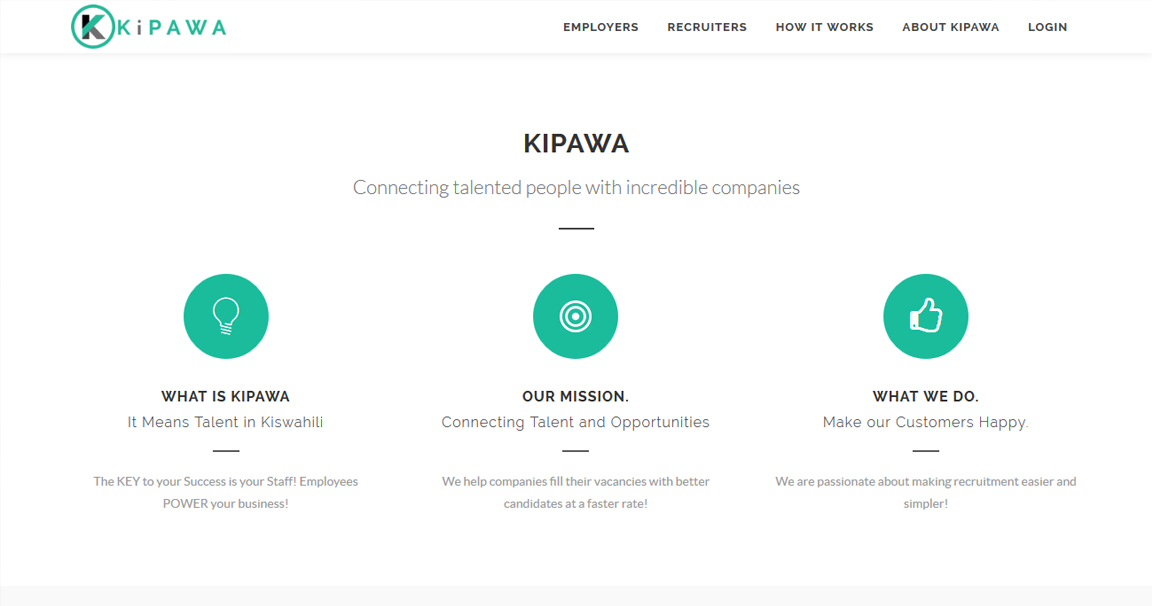 KiPAWA
EMPLOYERS RECRUITERS HOW IT WORKS ABOUT KIPAWA LOGIN
KIPAWA
Connecting talented people with incredible companies
WHAT IS KIPAWA
It Means Talent in Kiswahili
The KEY to your Success is your Staff! Employees
POWER your business!
OUR MISSION.
Connecting Talent and Opportunities
We help companies fill their vacancies with better
candidates at a faster rate!
WHAT WE DO.
Make our Customers Happy.
We are passionate about making recruitment easier and
simpler!